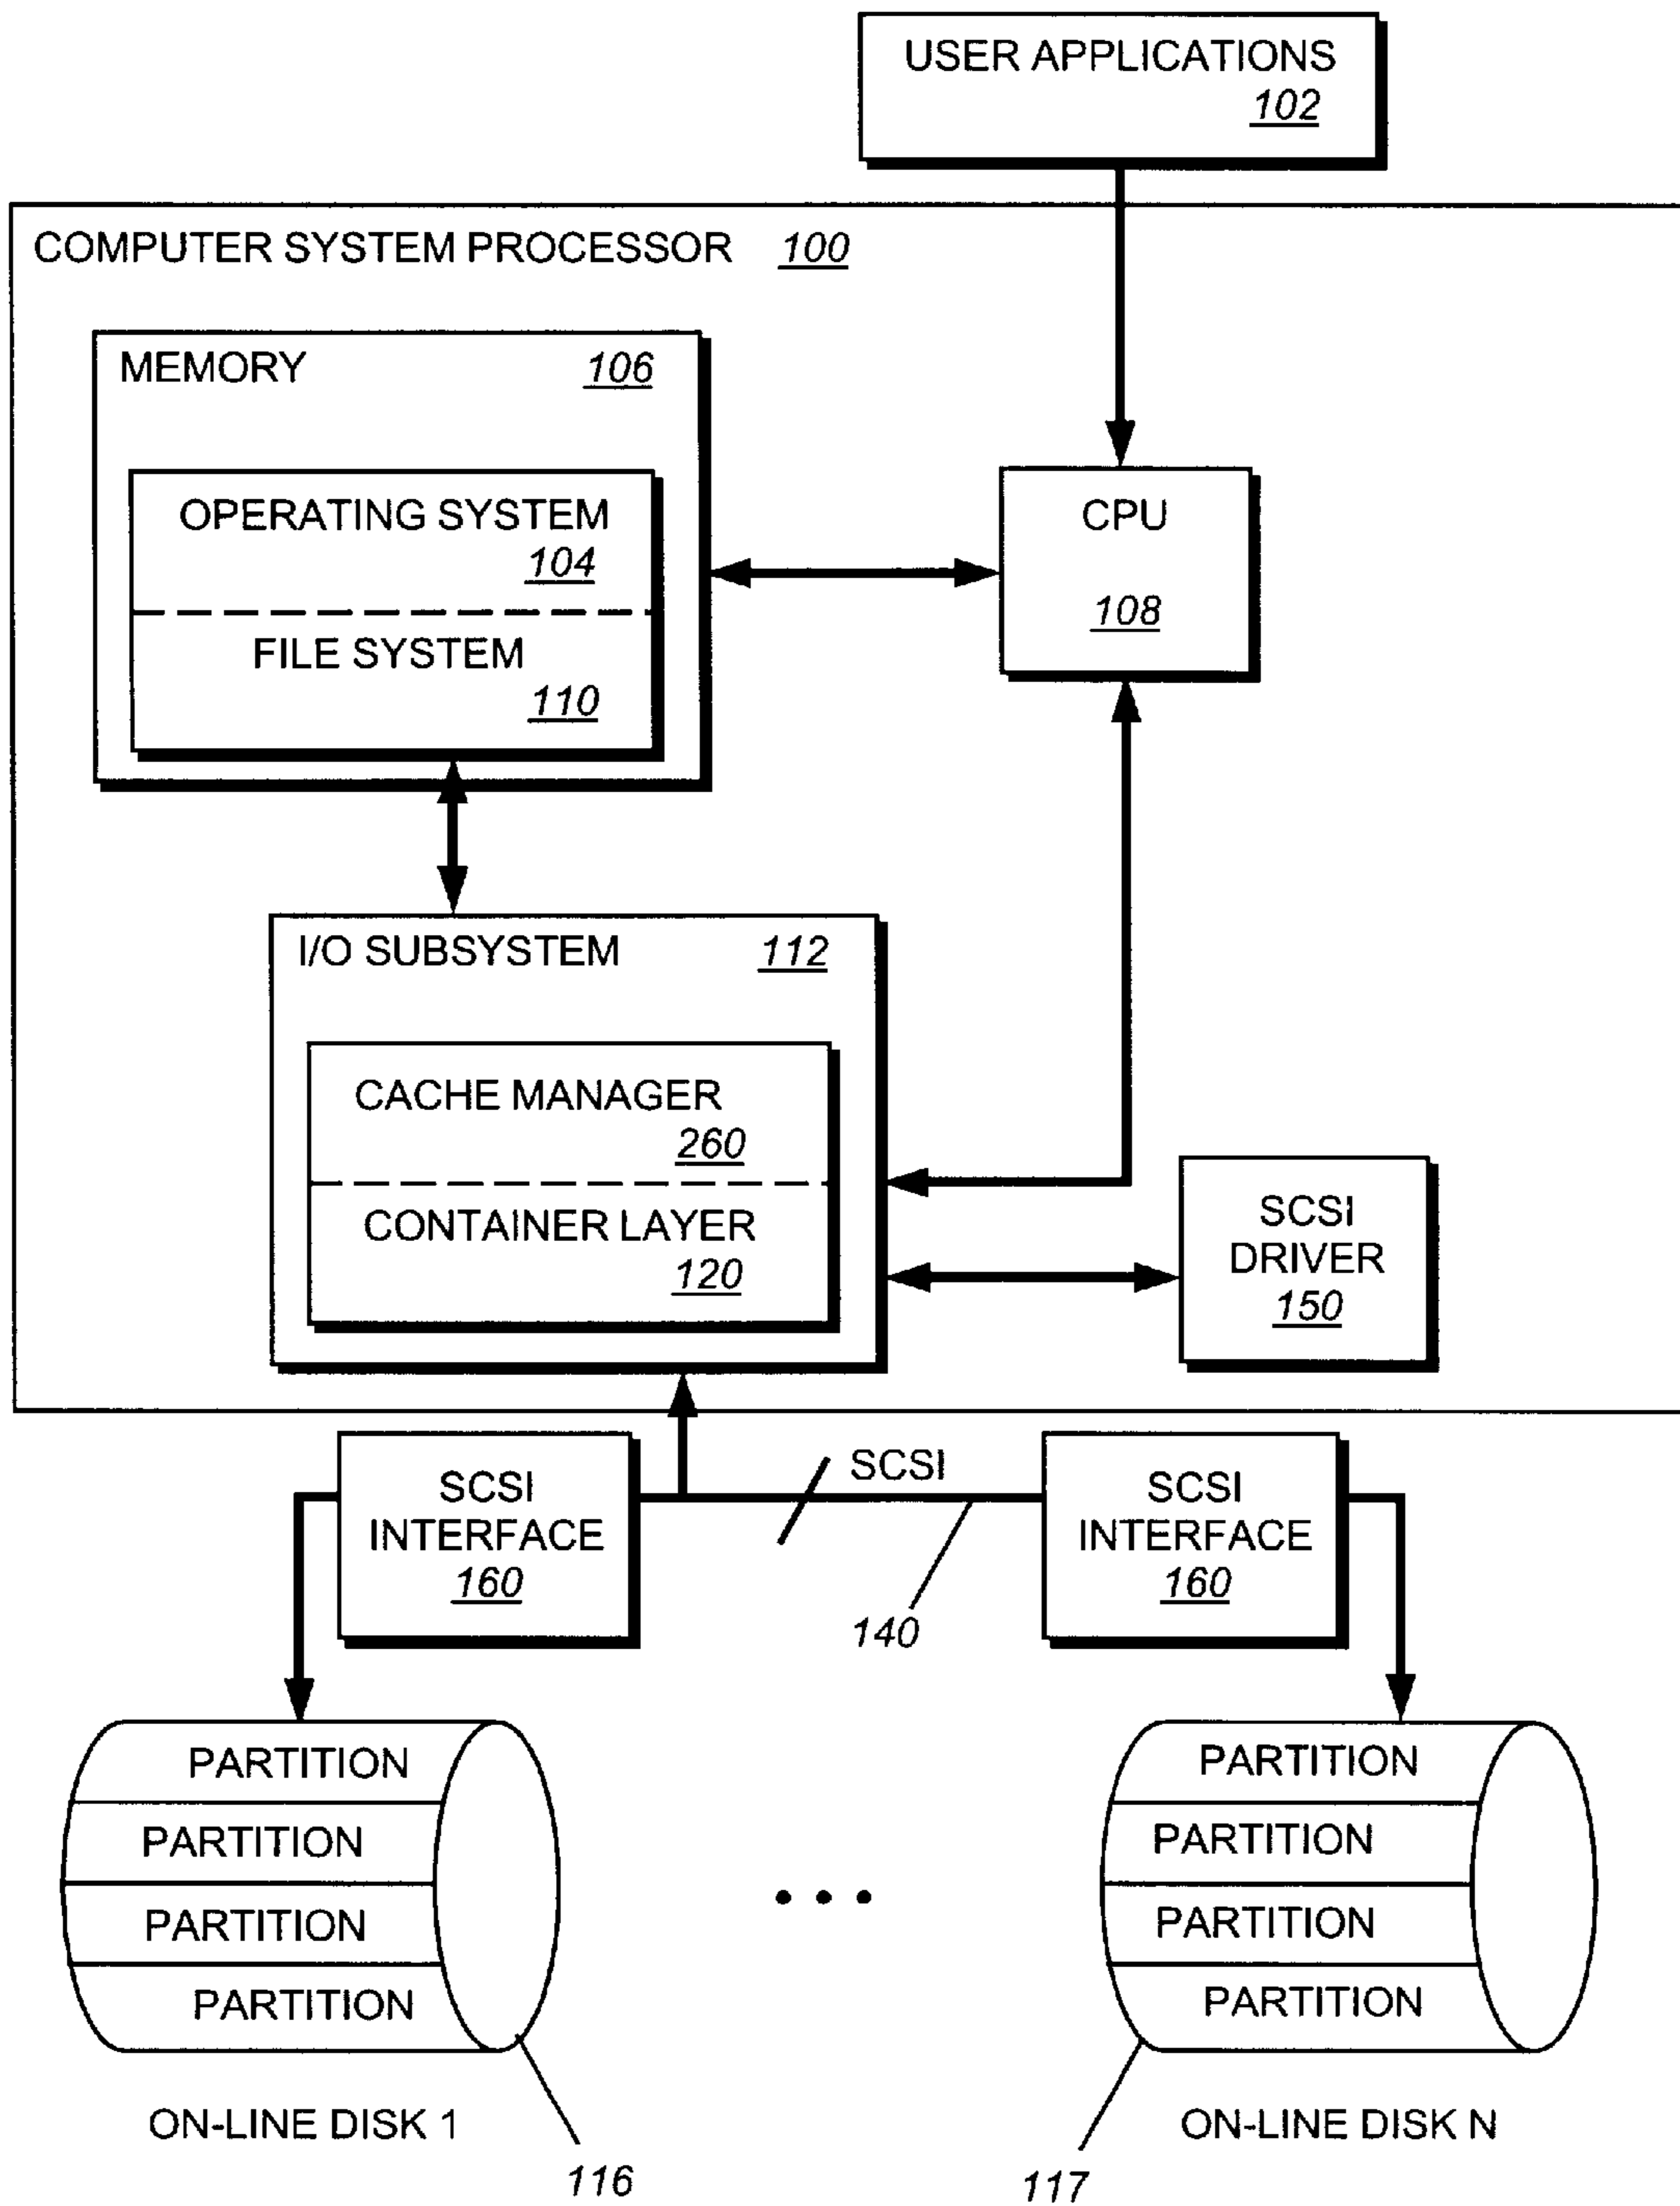 USER APPLICATIONS
102
COMPUTER SYSTEM PROCESSOR 100
MEMORY 106
OPERATING SYSTEM
104
FILE SYSTEM
110
CPU
108
I/O SUBSYSTEM 112
CACHE MANAGER
260
CONTAINER LAYER
120
SCSI
DRIVER
150
SCSI
INTERFACE
160
SCSI
140
SCSI
INTERFACE
160
PARTITION
PARTITION
PARTITION
PARTITION
ON-LINE DISK 1
116
PARTITION
PARTITION
PARTITION
PARTITION
ON-LINE DISK N
117